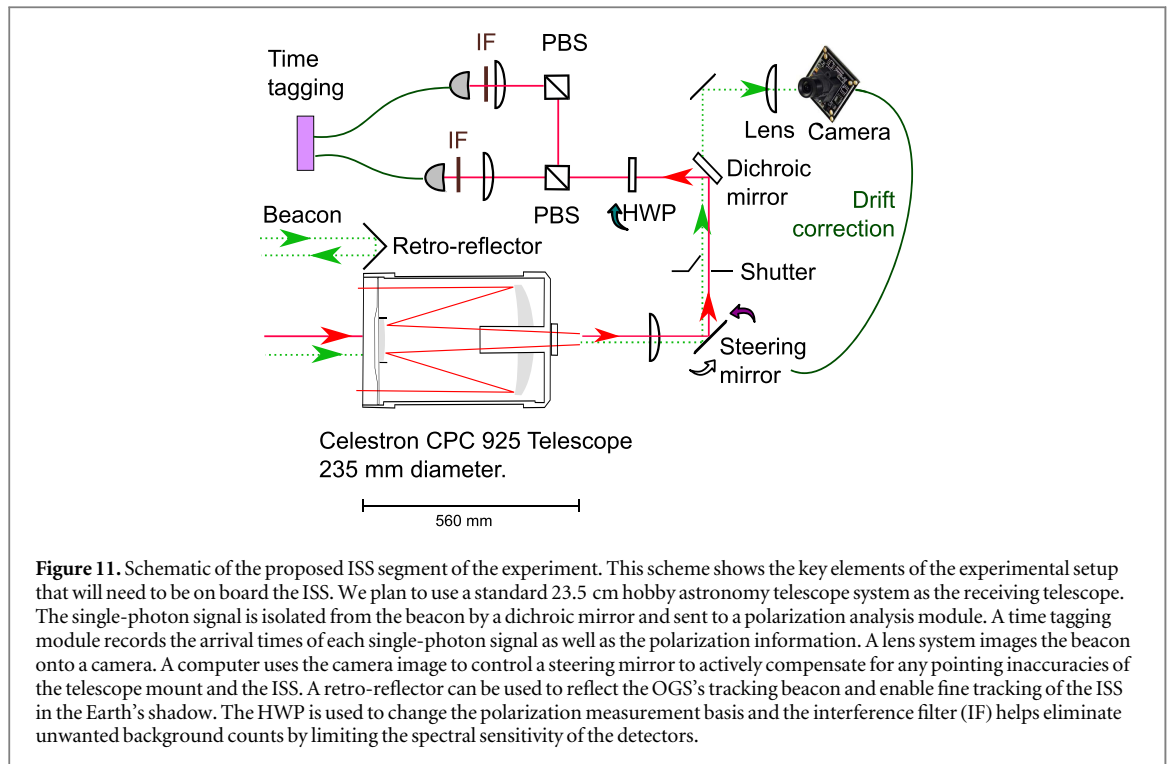 Time
tagging
IF
PBS
IF
PBS
HWP
Lens
Camera
Dichroic
mirror
Drift
correction
Beacon
Retro-reflector
Shutter
Steering
mirror
Celestron CPC 925 Telescope
235 mm diameter.
560 mm
Figure 11. Schematic of the proposed ISS segment of the experiment. This scheme shows the key elements of the experimental setup
that will need to be on board the ISS. We plan to use a standard 23.5 cm hobby astronomy telescope system as the receiving telescope.
The single-photon signal is isolated from the beacon by a dichroic mirror and sent to a polarization analysis module. A time tagging
module records the arrival times of each single-photon signal as well as the polarization information. A lens system images the beacon
onto a camera. A computer uses the camera image to control a steering mirror to actively compensate for any pointing inaccuracies of
the telescope mount and the ISS. A retro-reflector can be used to reflect the OGS's tracking beacon and enable fine tracking of the ISS
in the Earth's shadow. The HWP is used to change the polarization measurement basis and the interference filter (IF) helps eliminate
unwanted background counts by limiting the spectral sensitivity of the detectors.